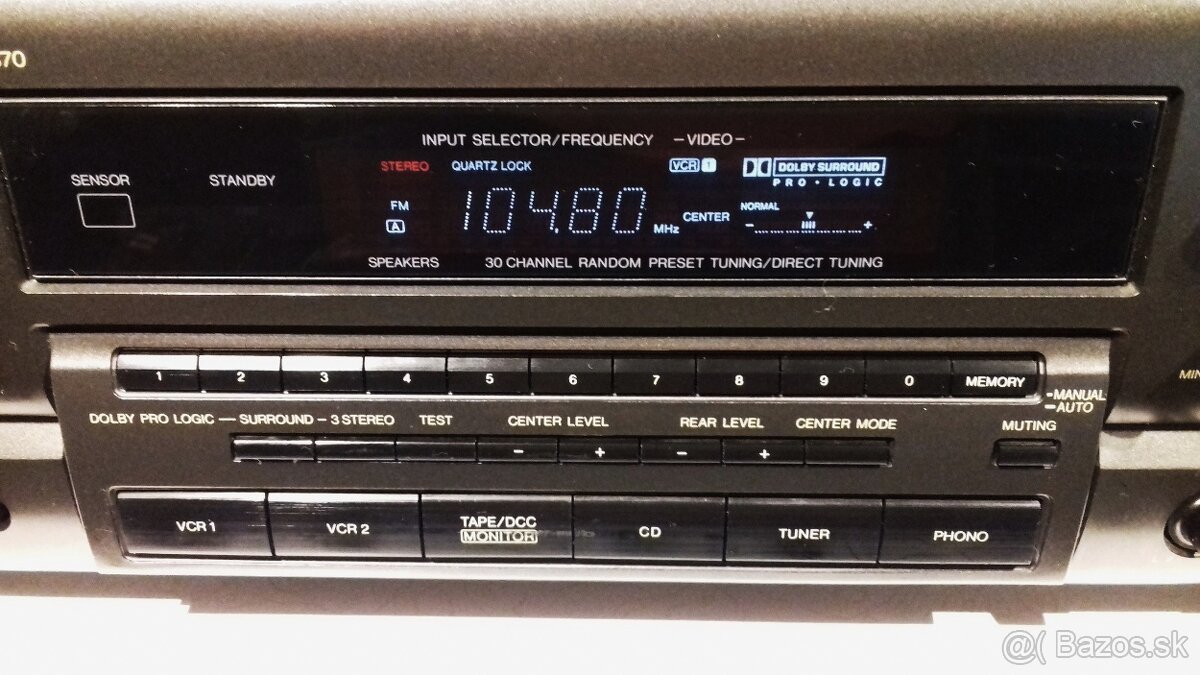 70
INPUT SELECTOR/FREQUENCY –VIDEO–
STEREO QUARTZ LOCK VCR 1 DOLBY SURROUND
PRO • LOGIC
SENSOR STANDBY
FM 104.80 MHz CENTER NORMAL
A - +
SPEAKERS 30 CHANNEL RANDOM PRESET TUNING/DIRECT TUNING
1 2 3 4 5 6 7 8 9 0 MEMORY
MIN
-MANUAL
-AUTO
DOLBY PRO LOGIC — SURROUND – 3 STEREO TEST CENTER LEVEL REAR LEVEL CENTER MODE MUTING
- + - +
VCR 1 VCR 2 TAPE/DCC CD TUNER PHONO
MONITOR
@( Bazos.sk